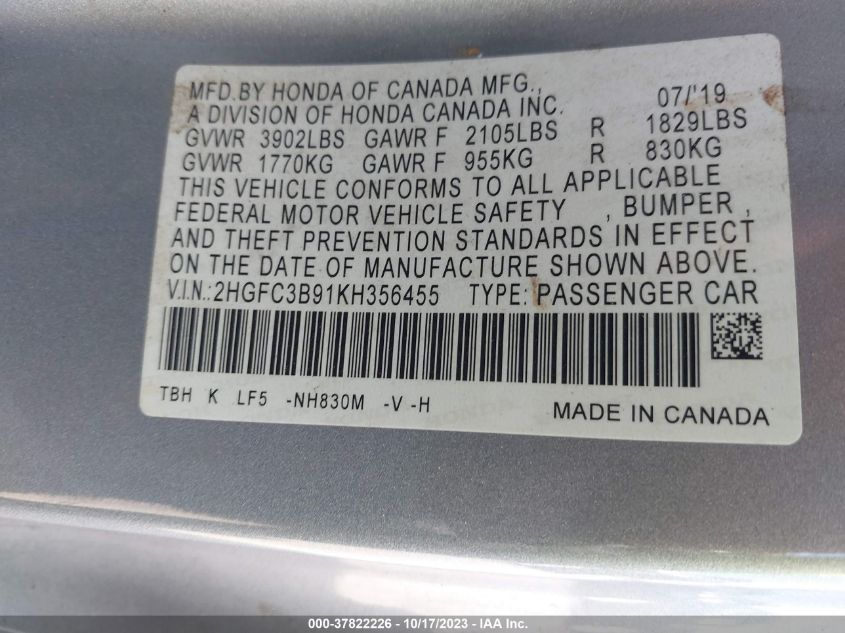 MFD.BY HONDA OF CANADA MFG., 07/'19
A DIVISION OF HONDA CANADA INC.
GVWR 3902LBS GAWR F 2105LBS R 1829LBS
GVWR 1770KG GAWR F 955KG R 830KG
THIS VEHICLE CONFORMS TO ALL APPLICABLE
FEDERAL MOTOR VEHICLE SAFETY , BUMPER ,
AND THEFT PREVENTION STANDARDS IN EFFECT
ON THE DATE OF MANUFACTURE SHOWN ABOVE.
V.I.N.:2HGFC3B91KH356455 TYPE: PASSENGER CAR
TBH K LF5 -NH830M -V -H
MADE IN CANADA
000-37822226 - 10/17/2023 - IAA Inc.